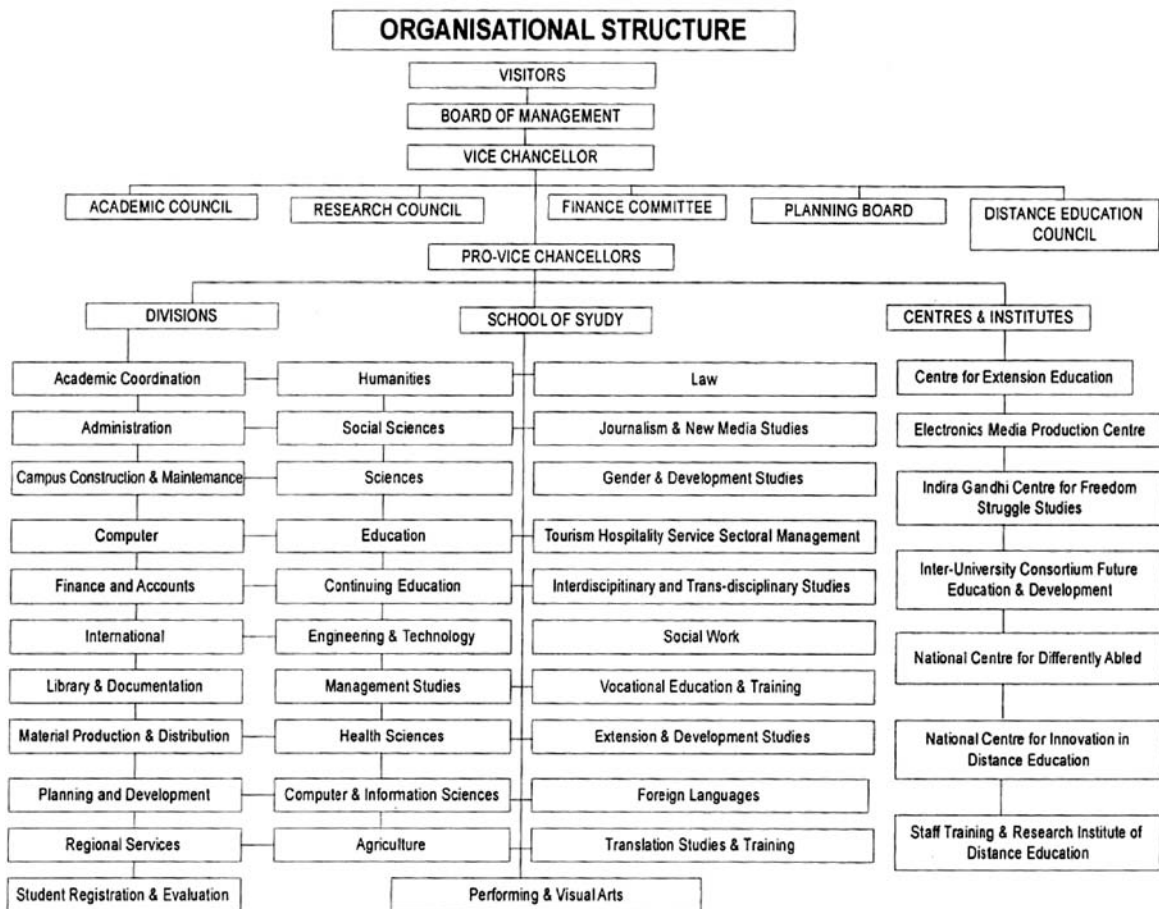 ORGANISATIONAL STRUCTURE
VISITORS
BOARD OF MANAGEMENT
VICE CHANCELLOR
ACADEMIC COUNCIL
RESEARCH COUNCIL
FINANCE COMMITTEE
PLANNING BOARD
DISTANCE EDUCATION
COUNCIL
PRO-VICE CHANCELLORS
DIVISIONS
SCHOOL OF SYUDY
CENTRES & INSTITUTES
Academic Coordination
Humanities
Law
Centre for Extension Education
Administration
Social Sciences
Journalism & New Media Studies
Electronics Media Production Centre
Campus Construction & Maintemance
Sciences
Gender & Development Studies
Indira Gandhi Centre for Freedom
Struggle Studies
Computer
Education
Tourism Hospitality Service Sectoral Management
Inter-University Consortium Future
Education & Development
Finance and Accounts
Continuing Education
Interdiscipitinary and Trans-disciplinary Studies
International
Engineering & Technology
Social Work
National Centre for Differently Abled
Library & Documentation
Management Studies
Vocational Education & Training
Material Production & Distribution
Health Sciences
Extension & Development Studies
National Centre for Innovation in
Distance Education
Planning and Development
Computer & Information Sciences
Foreign Languages
Regional Services
Agriculture
Translation Studies & Training
Staff Training & Research Institute of
Distance Education
Student Registration & Evaluation
Performing & Visual Arts